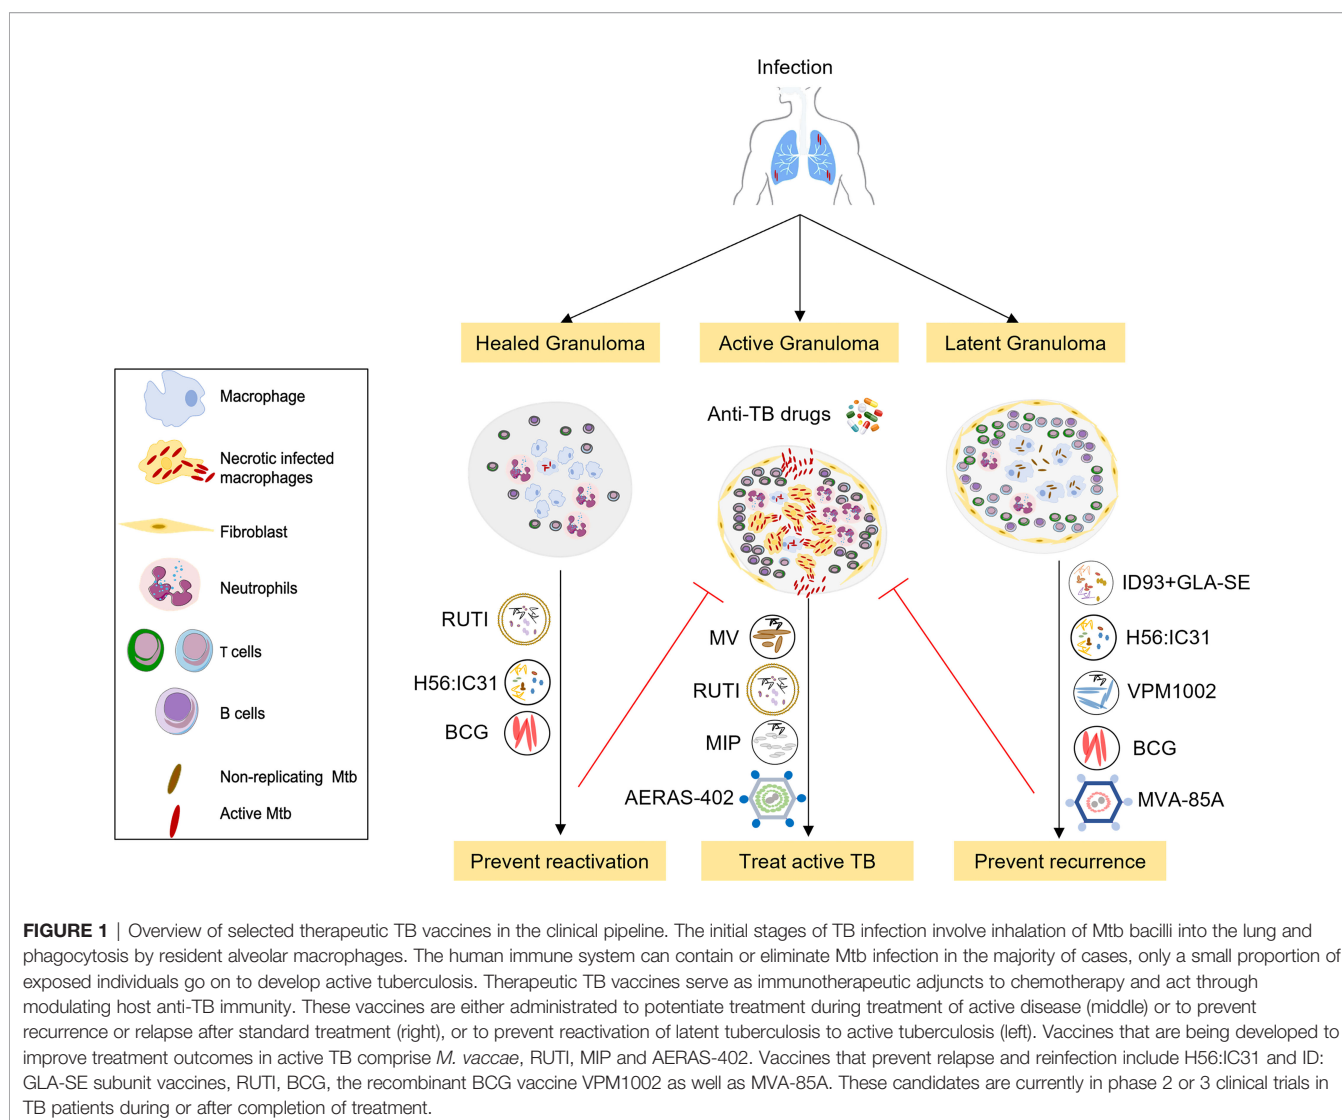 Infection
Healed Granuloma
Active Granuloma
Latent Granuloma
Macrophage
Necrotic infected
macrophages
Fibroblast
Neutrophils
T cells
B cells
Non-replicating Mtb
Active Mtb
Anti-TB drugs
RUTI
H56:IC31
BCG
MV
RUTI
MIP
AERAS-402
ID93+GLA-SE
H56:IC31
VPM1002
BCG
MVA-85A
Prevent reactivation
Treat active TB
Prevent recurrence
FIGURE 1 | Overview of selected therapeutic TB vaccines in the clinical pipeline. The initial stages of TB infection involve inhalation of Mtb bacilli into the lung and
phagocytosis by resident alveolar macrophages. The human immune system can contain or eliminate Mtb infection in the majority of cases, only a small proportion of
exposed individuals go on to develop active tuberculosis. Therapeutic TB vaccines serve as immunotherapeutic adjuncts to chemotherapy and act through
modulating host anti-TB immunity. These vaccines are either administrated to potentiate treatment during treatment of active disease (middle) or to prevent
recurrence or relapse after standard treatment (right), or to prevent reactivation of latent tuberculosis to active tuberculosis (left). Vaccines that are being developed to
improve treatment outcomes in active TB comprise M. vaccae, RUTI, MIP and AERAS-402. Vaccines that prevent relapse and reinfection include H56:IC31 and ID:
GLA-SE subunit vaccines, RUTI, BCG, the recombinant BCG vaccine VPM1002 as well as MVA-85A. These candidates are currently in phase 2 or 3 clinical trials in
TB patients during or after completion of treatment.